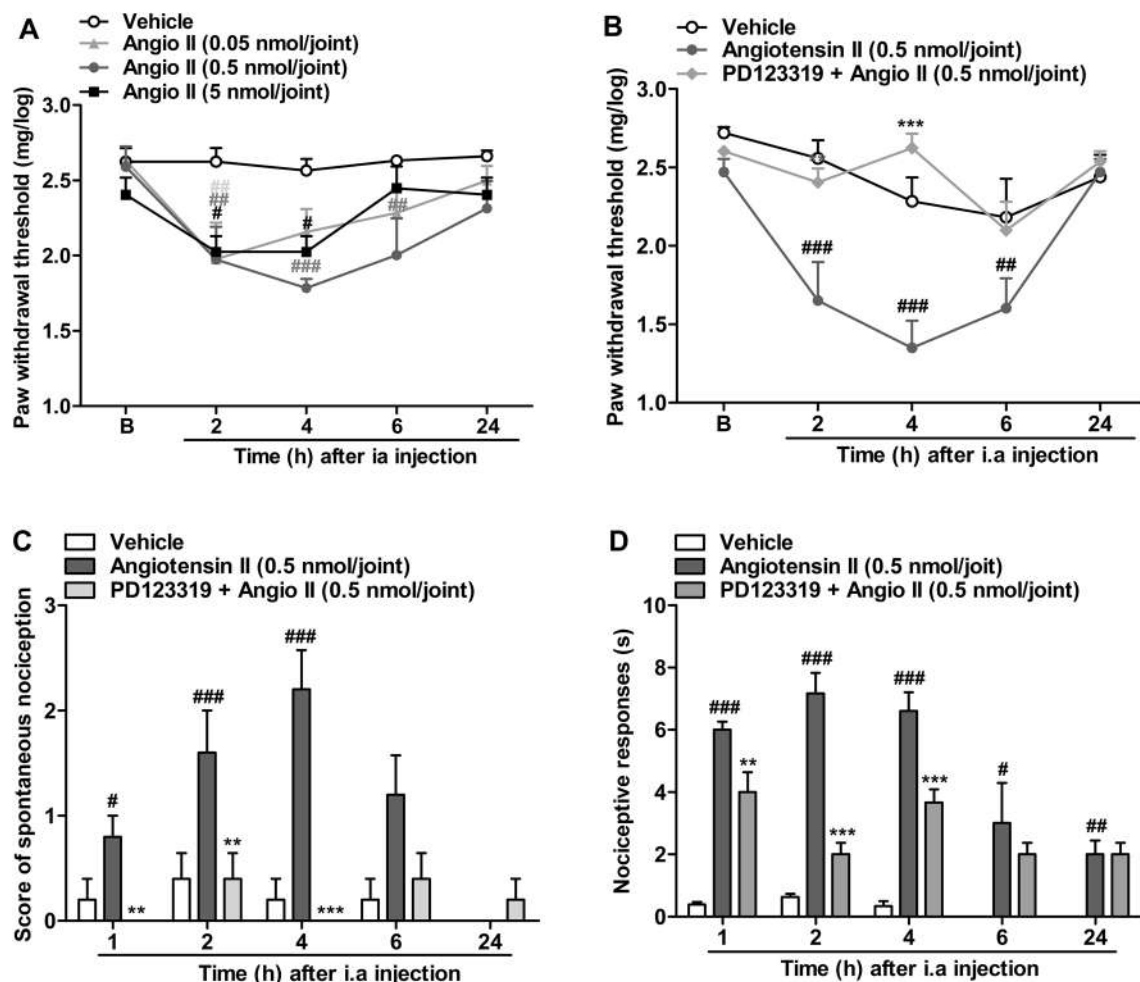 A
Vehicle
Angio II (0.05 nmol/joint)
Angio II (0.5 nmol/joint)
Angio II (5 nmol/joint)
Paw withdrawal threshold (mg/log)
3.0
2.5
2.0
1.5
1.0
##
##
#
#
###
##
B
2
4
6
24
Time (h) after ia injection
B
Vehicle
Angiotensin II (0.5 nmol/joint)
PD123319 + Angio II (0.5 nmol/joint)
Paw withdrawal threshold (mg/log)
3.0
2.5
2.0
1.5
1.0
***
###
###
##
B
2
4
6
24
Time (h) after i.a injection
C
Vehicle
Angiotensin II (0.5 nmol/joint)
PD123319 + Angio II (0.5 nmol/joint)
Score of spontaneous nociception
3
2
1
0
#
**
###
**
###
***
1
2
4
6
24
Time (h) after i.a injection
D
Vehicle
Angiotensin II (0.5 nmol/joit)
PD123319 + Angio II (0.5 nmol/joint)
Nociceptive responses (s)
10
8
6
4
2
0
###
**
###
***
###
***
#
##
1
2
4
6
24
Time (h) after i.a injection